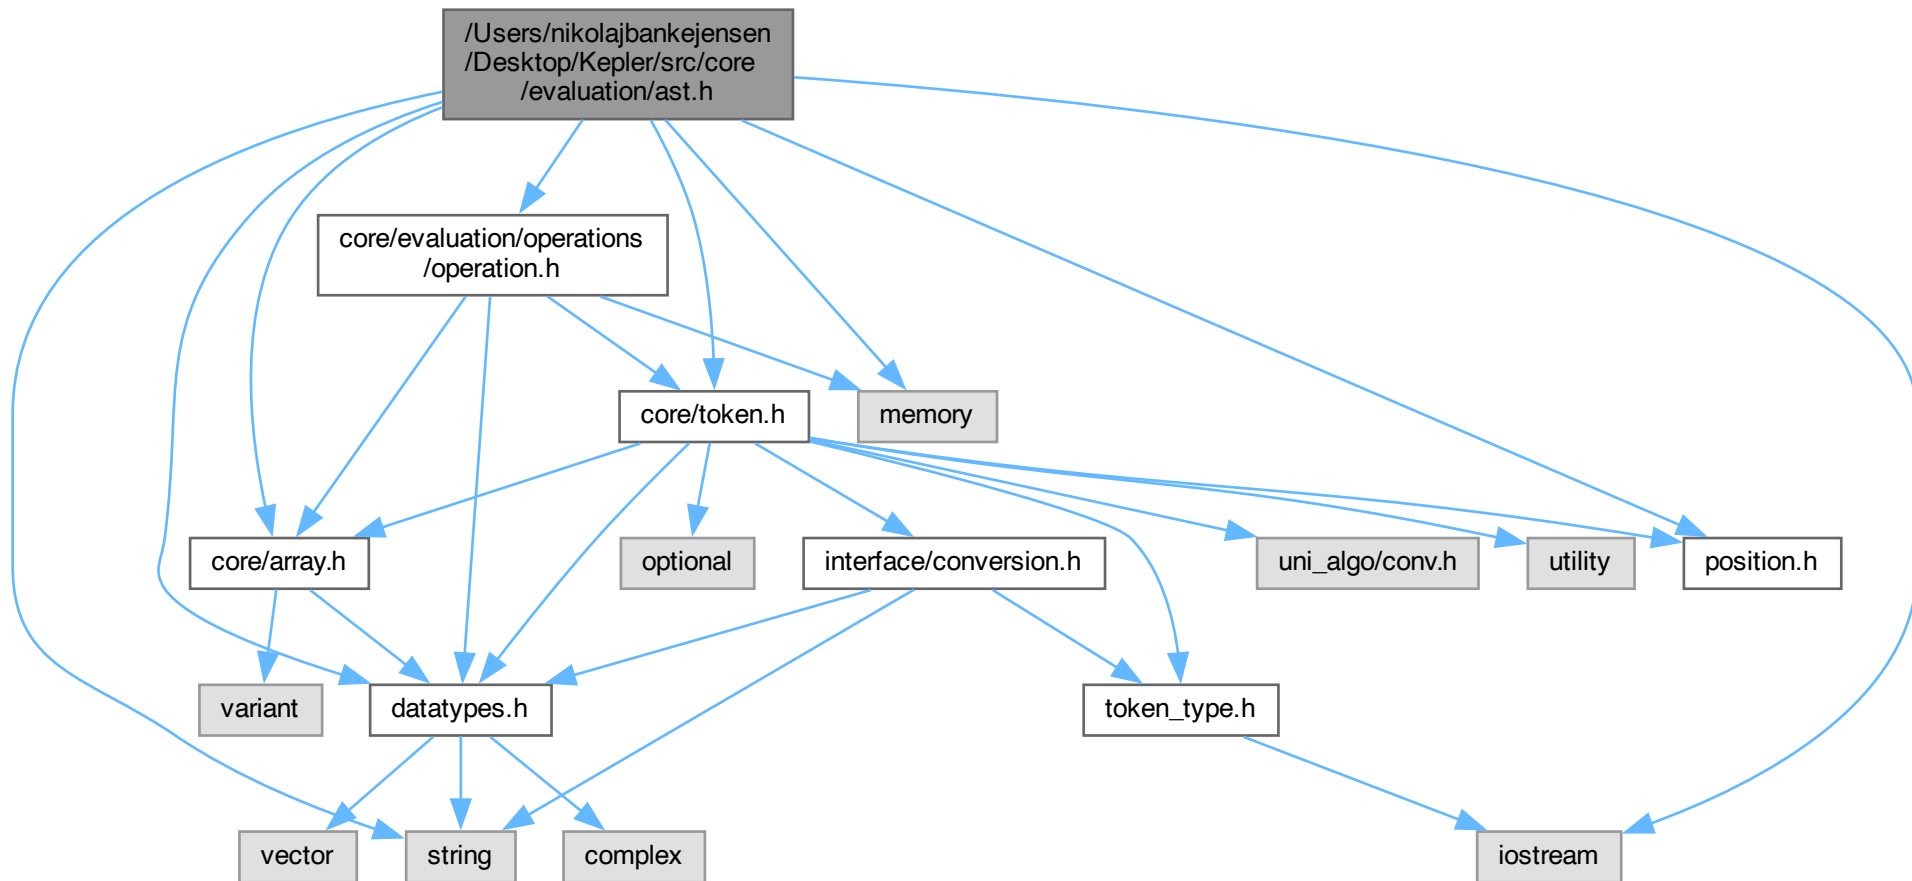 /Users/nikolajbankejensen
/Desktop/Kepler/src/core
/evaluation/ast.h
core/evaluation/operations
/operation.h
core/token.h
memory
core/array.h
optional
interface/conversion.h
uni_algo/conv.h
utility
position.h
variant
datatypes.h
token_type.h
vector
string
complex
iostream